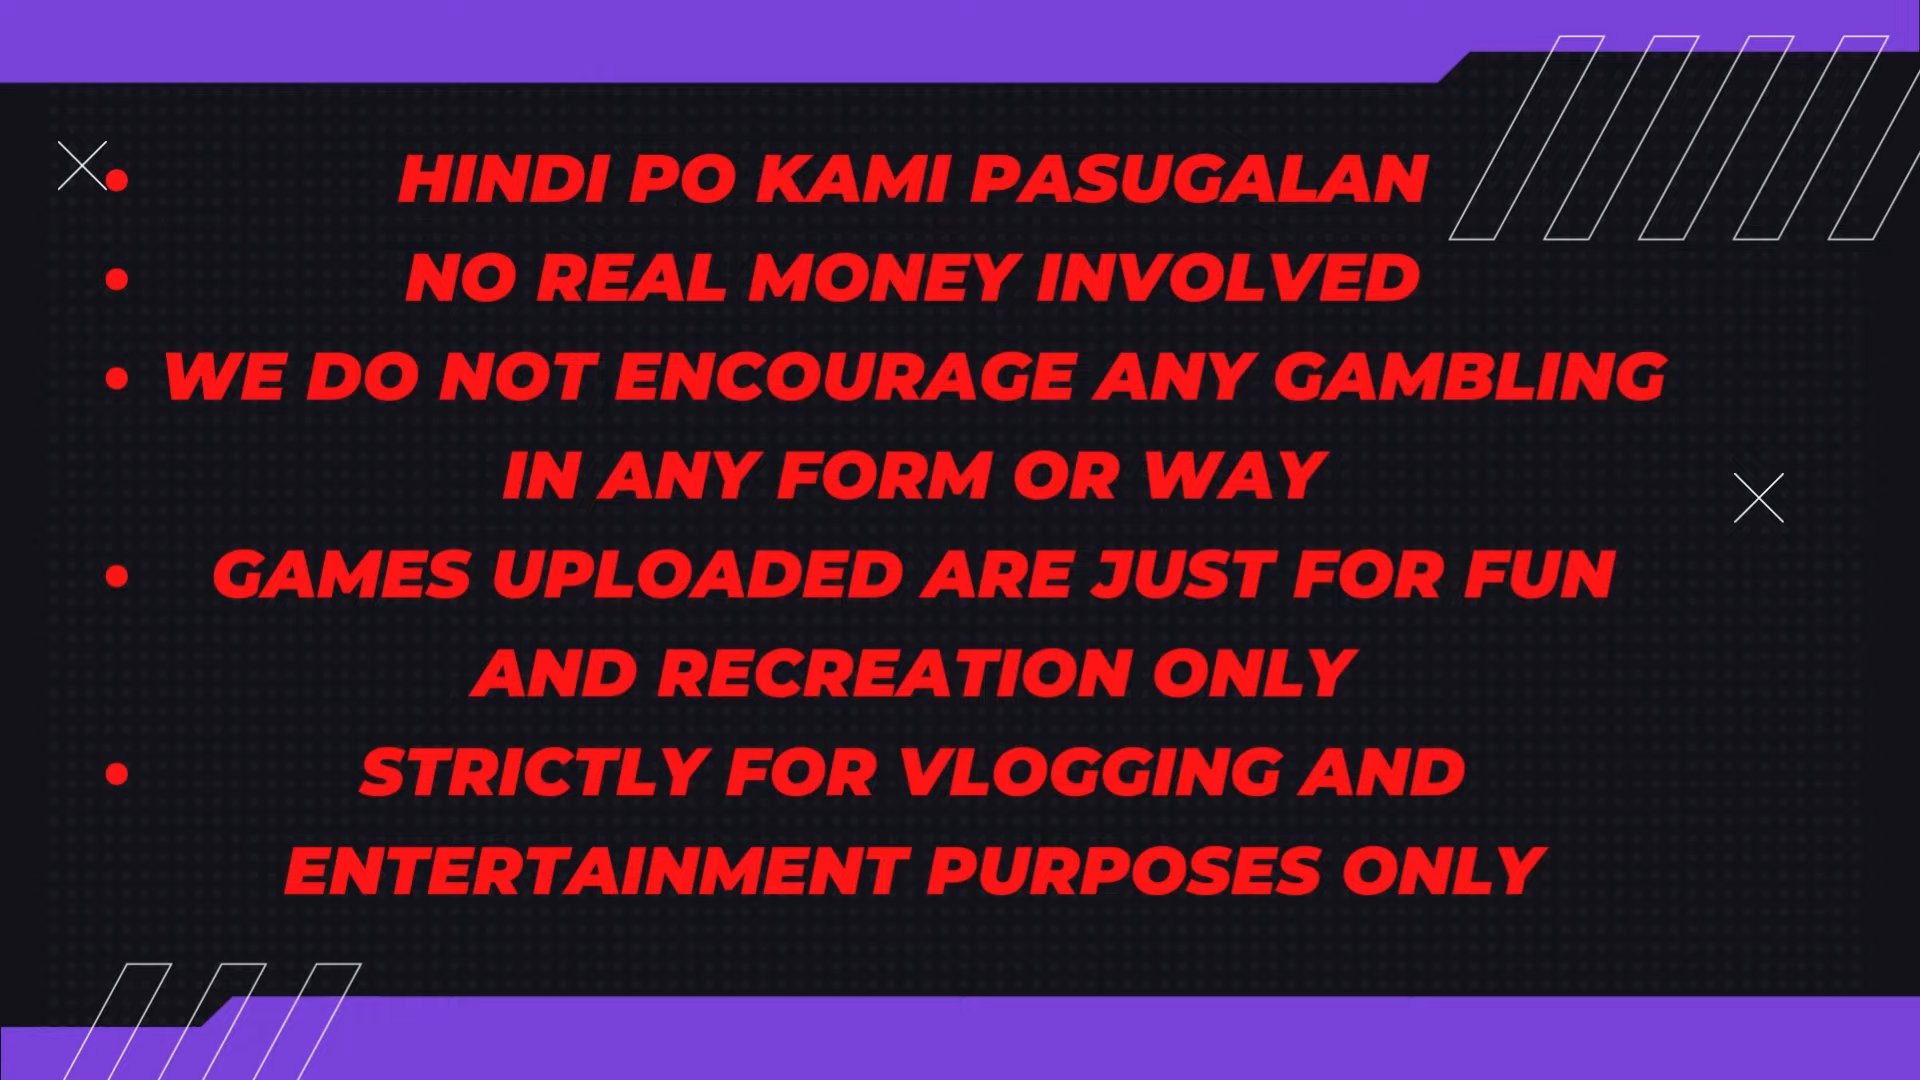 • HINDI PO KAMI PASUGALAN
• NO REAL MONEY INVOLVED
• WE DO NOT ENCOURAGE ANY GAMBLING
IN ANY FORM OR WAY
• GAMES UPLOADED ARE JUST FOR FUN
AND RECREATION ONLY
• STRICTLY FOR VLOGGING AND
ENTERTAINMENT PURPOSES ONLY